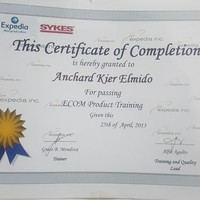 Expedia
SYKES
This Certificate of Completion
is hereby granted to
Anchard Kier Elmido
For passing
ECOM Product Training
Given this
25th of April, 2013
Trainer
Training and Quality
Lead